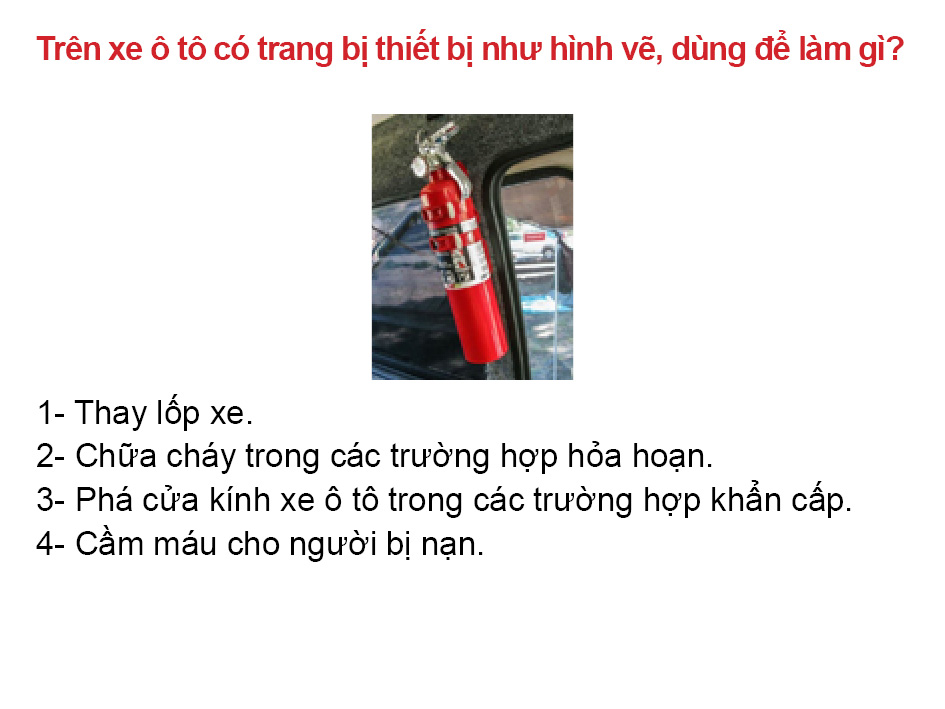 Trên xe ô tô có trang bị thiết bị như hình vẽ, dùng để làm gì?
1- Thay lốp xe.
2- Chữa cháy trong các trường hợp hỏa hoạn.
3- Phá cửa kính xe ô tô trong các trường hợp khẩn cấp.
4- Cầm máu cho người bị nạn.